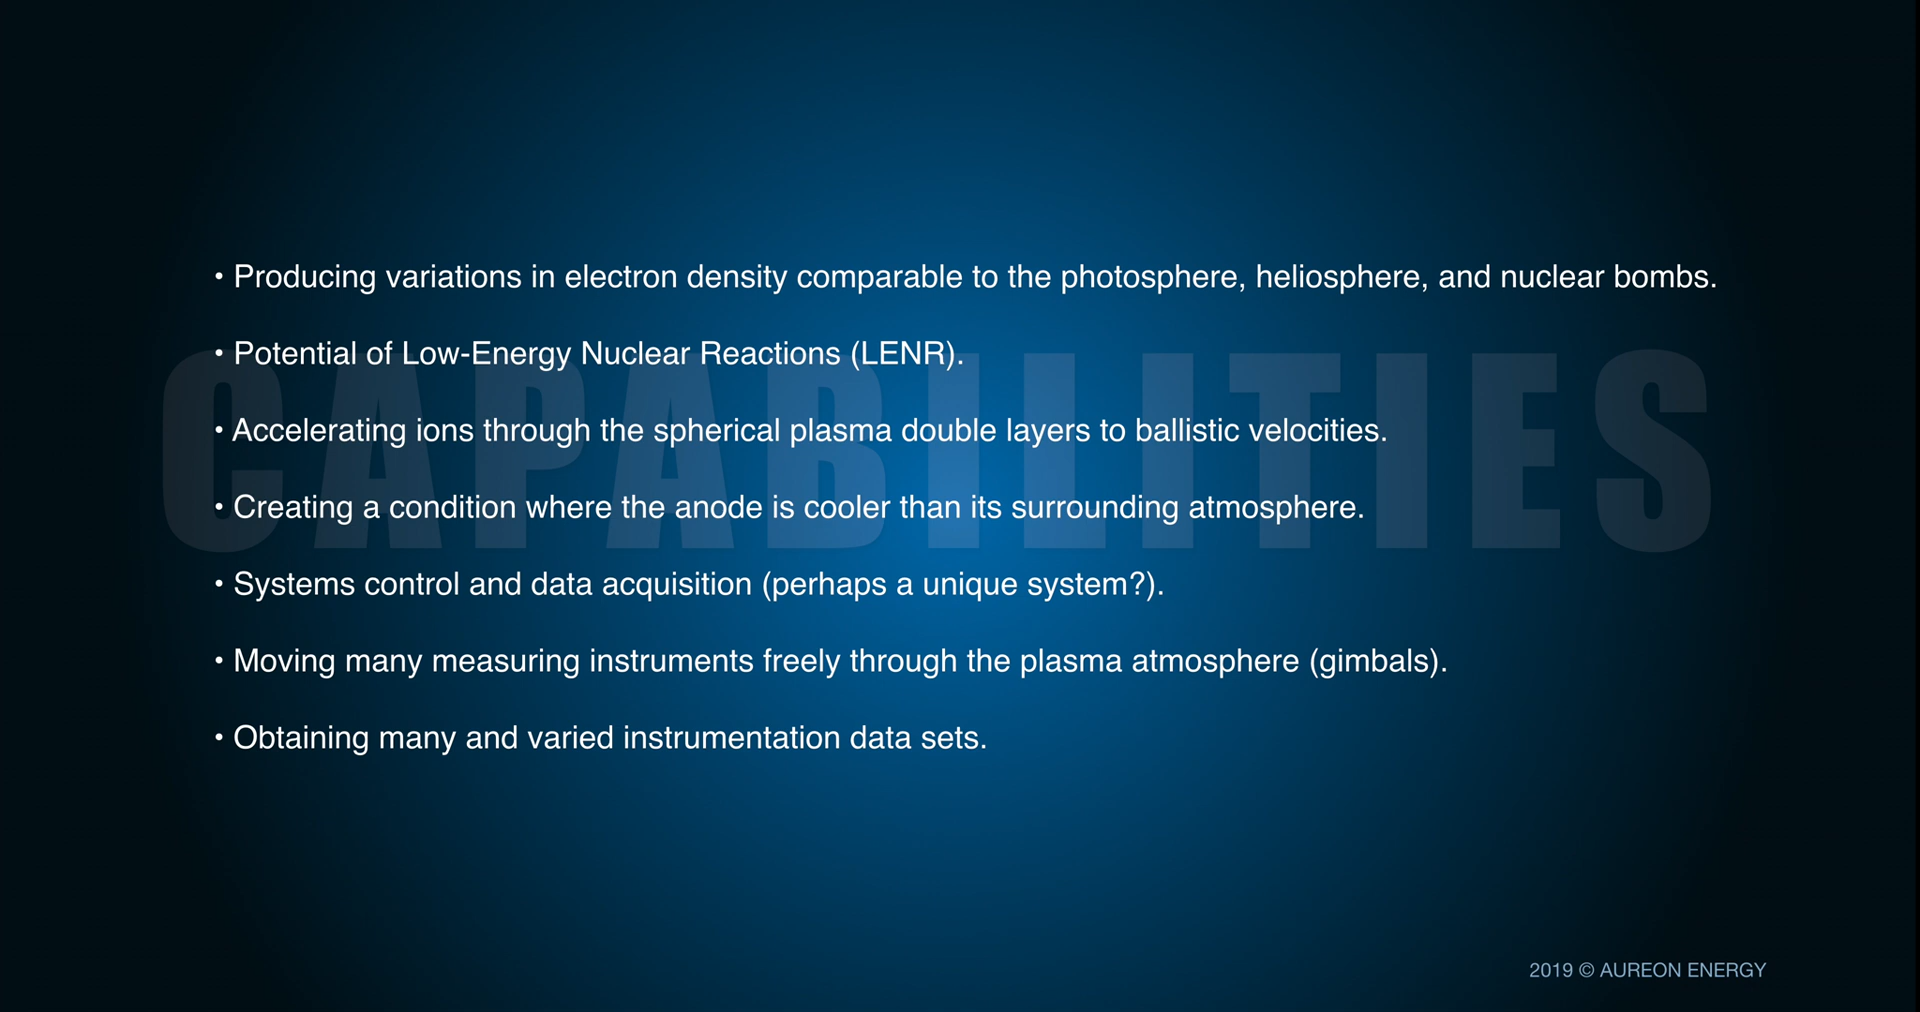 CAPABILITIES
• Producing variations in electron density comparable to the photosphere, heliosphere, and nuclear bombs.
• Potential of Low-Energy Nuclear Reactions (LENR).
• Accelerating ions through the spherical plasma double layers to ballistic velocities.
• Creating a condition where the anode is cooler than its surrounding atmosphere.
• Systems control and data acquisition (perhaps a unique system?).
• Moving many measuring instruments freely through the plasma atmosphere (gimbals).
• Obtaining many and varied instrumentation data sets.
2019 © AUREON ENERGY